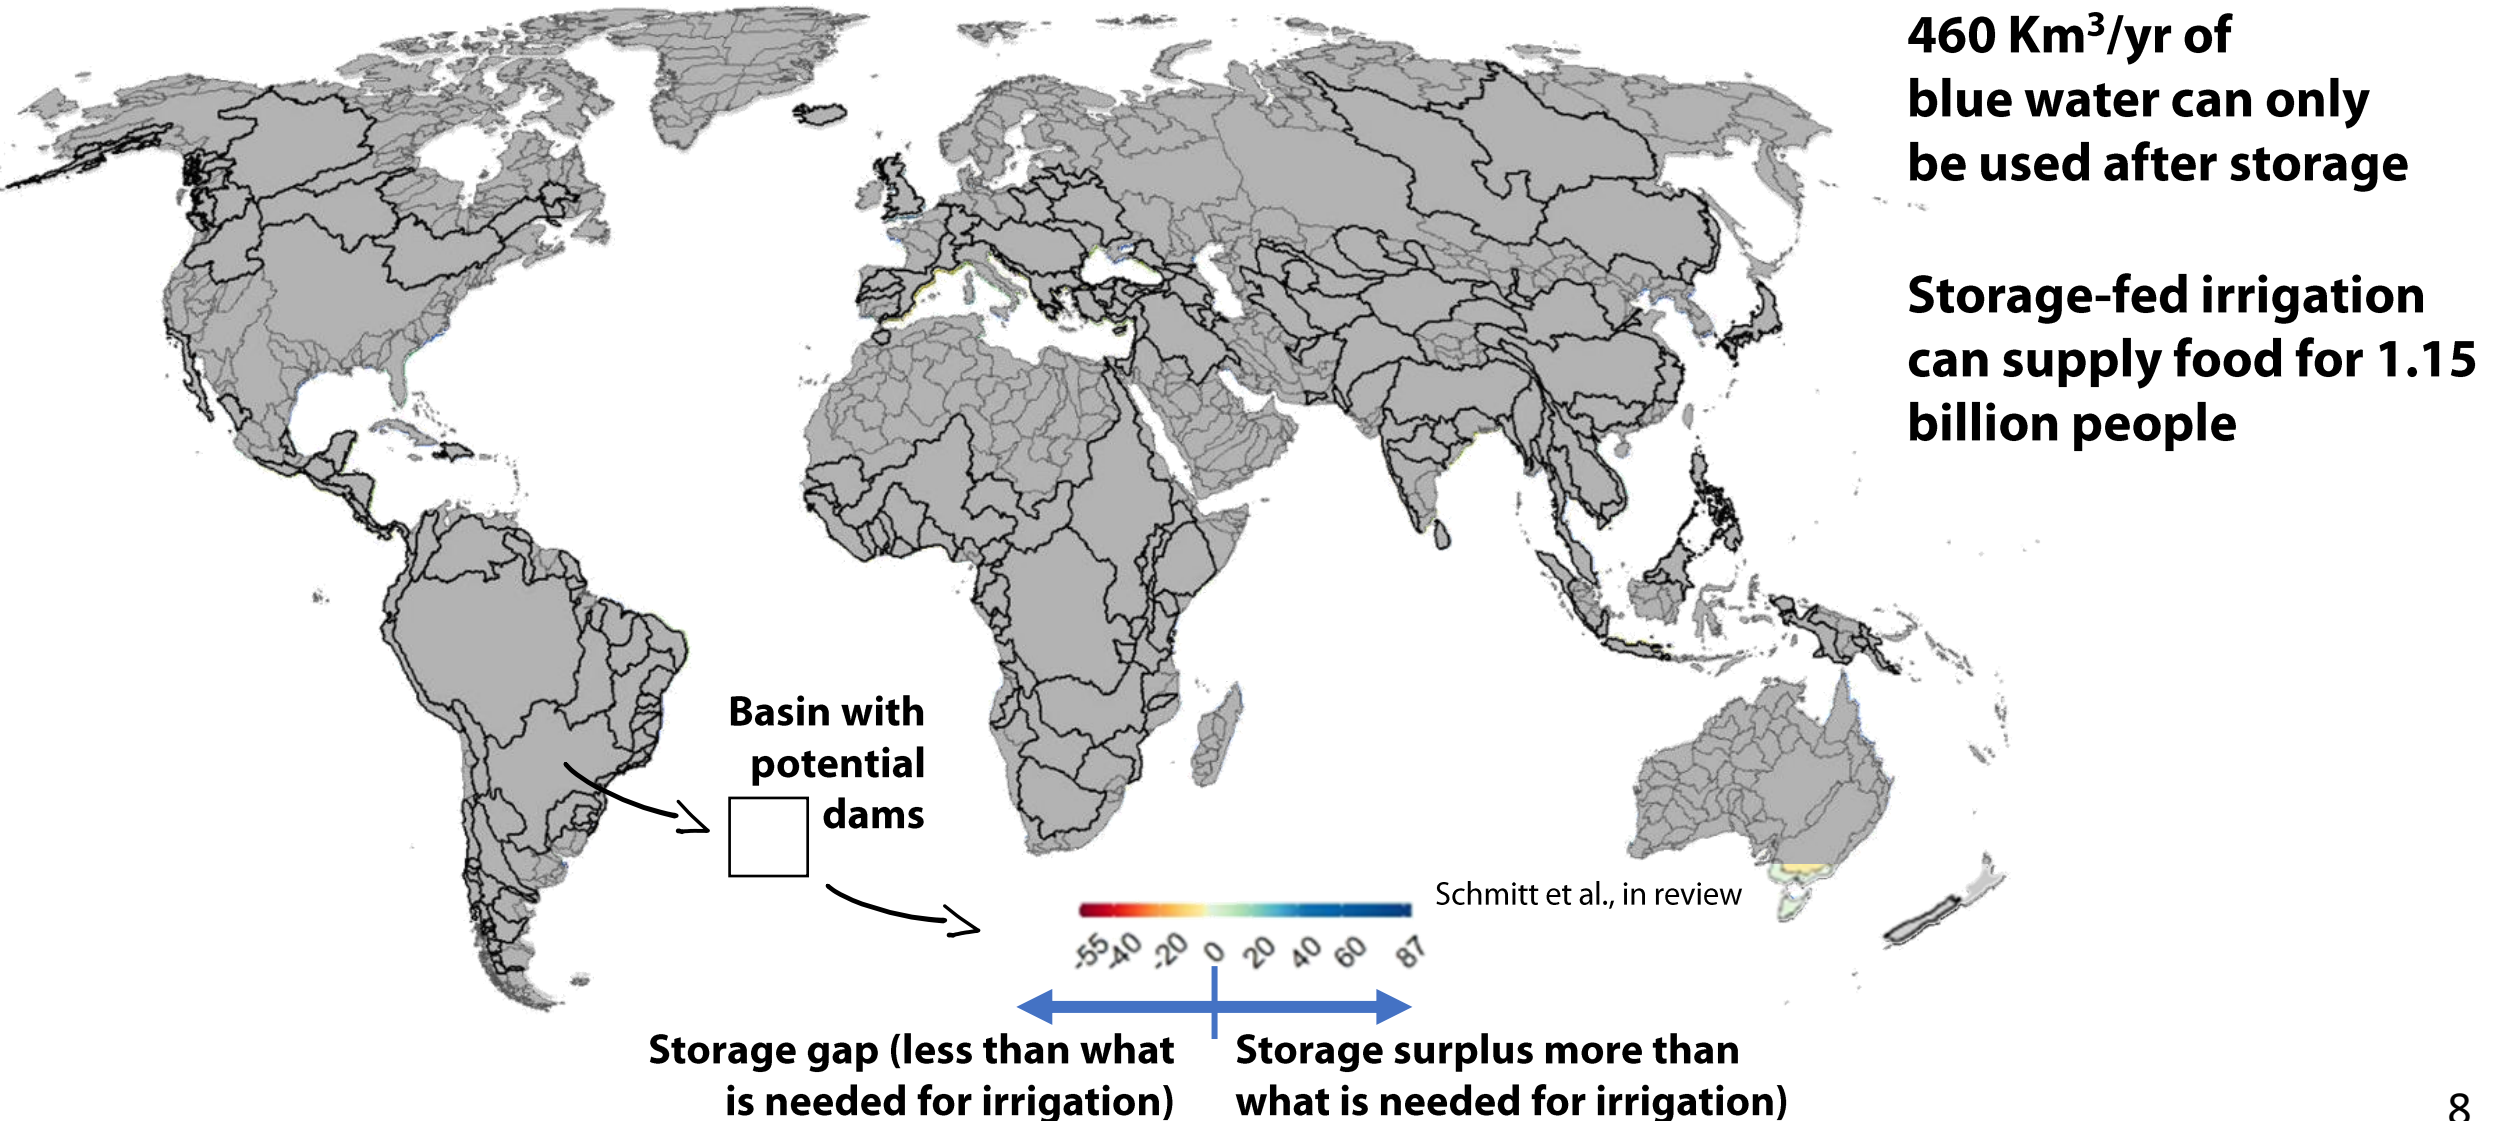 460 Km³/yr of
blue water can only
be used after storage
Storage-fed irrigation
can supply food for 1.15
billion people
Basin with
potential
dams
Schmitt et al., in review
-55
-40
-20
0
20
40
60
87
Storage gap (less than what
is needed for irrigation)
Storage surplus more than
what is needed for irrigation)
8